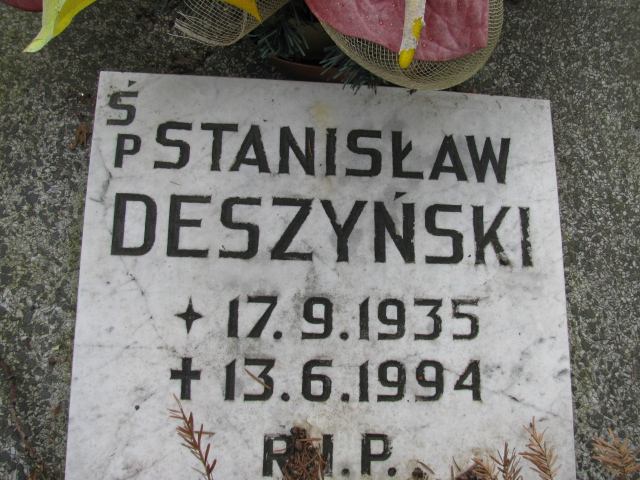 ŚP STANISŁAW
DESZYŃSKI
17.9.1935
13.6.1994
R.I.P.